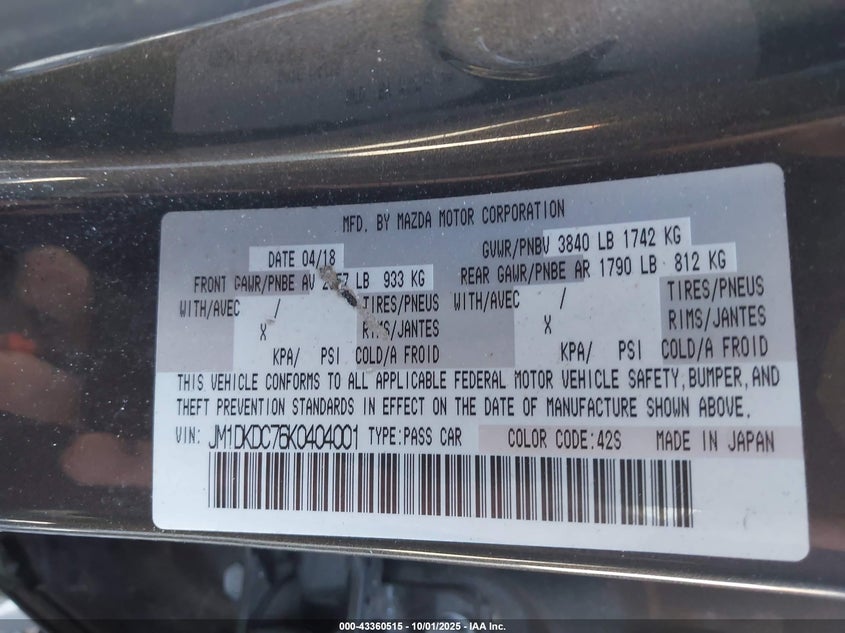 MFD. BY MAZDA MOTOR CORPORATION
DATE 04/18 GVWR/PNBV 3840 LB 1742 KG
FRONT GAWR/PNBE AV LB 933 KG REAR GAWR/PNBE AR 1790 LB 812 KG
WITH/AVEC / TIRES/PNEUS WITH/AVEC / TIRES/PNEUS
X RIMS/JANTES X RIMS/JANTES
KPA/ PSI COLD/A FROID KPA/ PSI COLD/A FROID
THIS VEHICLE CONFORMS TO ALL APPLICABLE FEDERAL MOTOR VEHICLE SAFETY, BUMPER, AND
THEFT PREVENTION STANDARDS IN EFFECT ON THE DATE OF MANUFACTURE SHOWN ABOVE.
VIN: JM1DKDC76K0404001 TYPE:PASS CAR COLOR CODE:42S MADE IN JAPAN
000-43360515 - 10/01/2025 - IAA Inc.